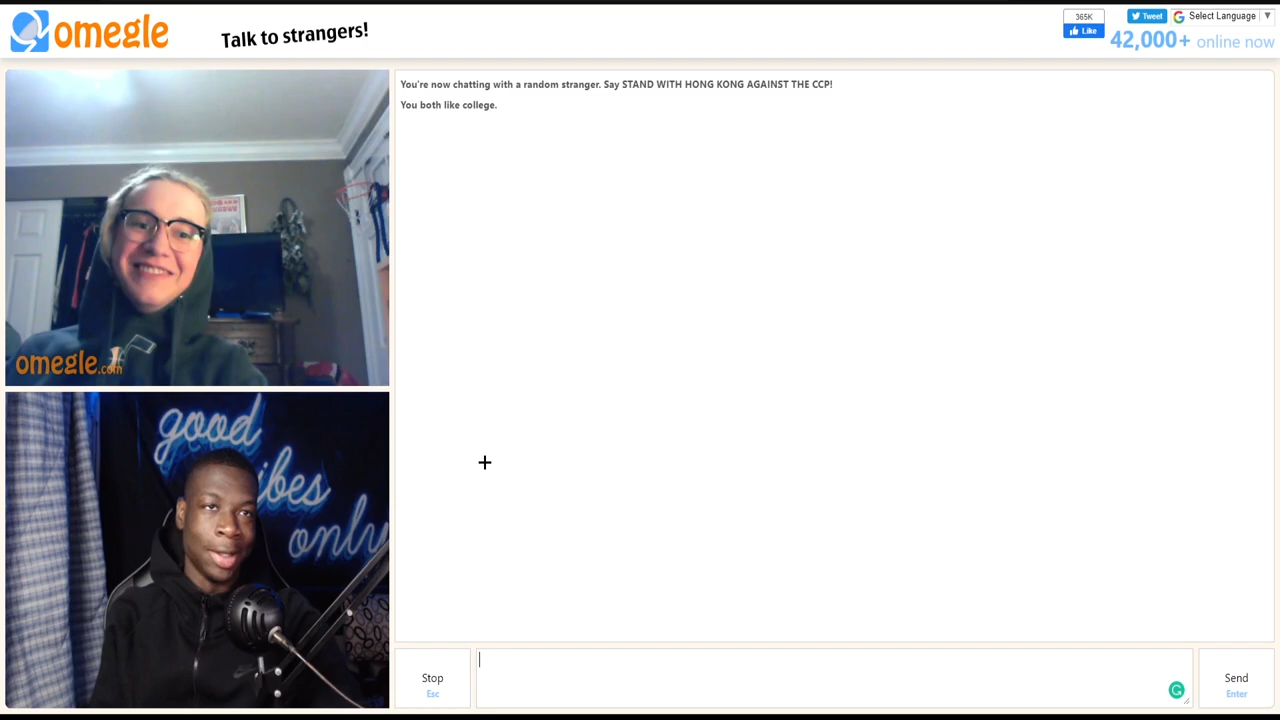 omegle
Talk to strangers!
365K
Like
Tweet
Select Language
42,000+ online now
You're now chatting with a random stranger. Say STAND WITH HONG KONG AGAINST THE CCP!
You both like college.
omegle.com
good
vibes
only
Stop
Esc
Send
Enter